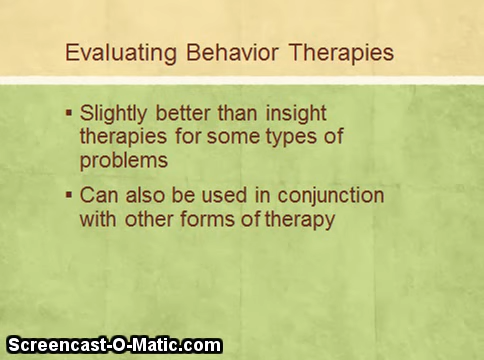 Evaluating Behavior Therapies
▪ Slightly better than insight
therapies for some types of
problems
▪ Can also be used in conjunction
with other forms of therapy
Screencast-O-Matic.com